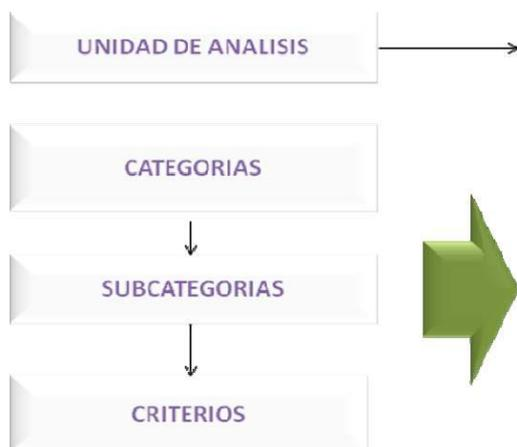 UNIDAD DE ANALISIS
CATEGORIAS
SUBCATEGORIAS
CRITERIOS